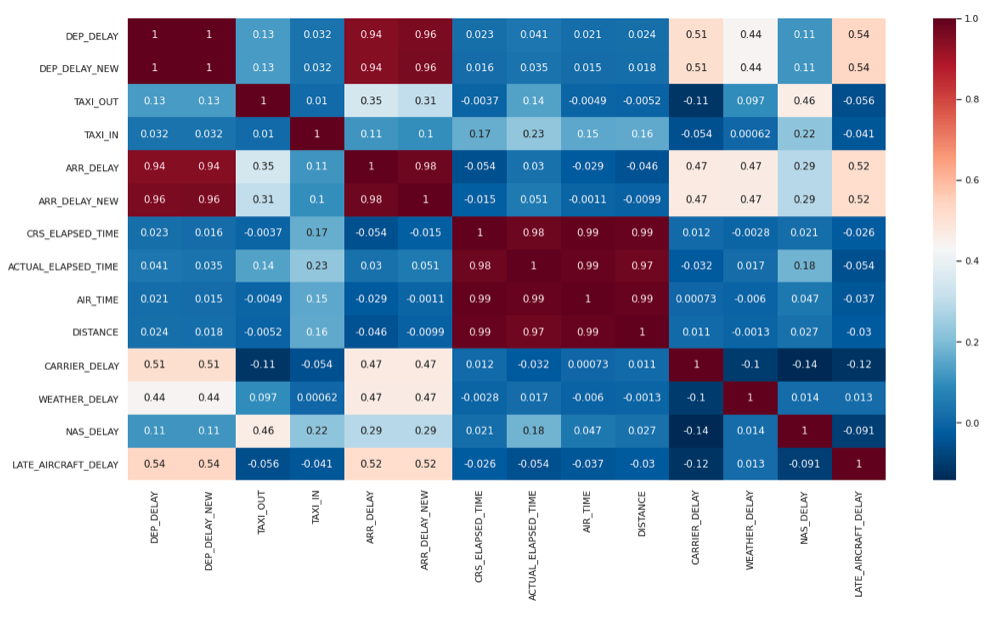 DEP_DELAY 1 1 0.13 0.032 0.94 0.96 0.023 0.041 0.021 0.024 0.51 0.44 0.11 0.54
DEP_DELAY_NEW 1 1 0.13 0.032 0.94 0.96 0.016 0.035 0.015 0.018 0.51 0.44 0.11 0.54
TAXI_OUT 0.13 0.13 1 0.01 0.35 0.31 -0.0037 0.14 -0.0049 -0.0052 -0.11 0.097 0.46 -0.056
TAXI_IN 0.032 0.032 0.01 1 0.11 0.1 0.17 0.23 0.15 0.16 -0.054 0.00062 0.22 -0.041
ARR_DELAY 0.94 0.94 0.35 0.11 1 0.98 -0.054 0.03 -0.029 -0.046 0.47 0.47 0.29 0.52
ARR_DELAY_NEW 0.96 0.96 0.31 0.1 0.98 1 -0.015 0.051 -0.0011 -0.0099 0.47 0.47 0.29 0.52
CRS_ELAPSED_TIME 0.023 0.016 -0.0037 0.17 -0.054 -0.015 1 0.98 0.99 0.99 0.012 -0.0028 0.021 -0.026
ACTUAL_ELAPSED_TIME 0.041 0.035 0.14 0.23 0.03 0.051 0.98 1 0.99 0.97 -0.032 0.017 0.18 -0.054
AIR_TIME 0.021 0.015 -0.0049 0.15 -0.029 -0.0011 0.99 0.99 1 0.99 0.00073 -0.006 0.047 -0.037
DISTANCE 0.024 0.018 -0.0052 0.16 -0.046 -0.0099 0.99 0.97 0.99 1 0.011 -0.0013 0.027 -0.03
CARRIER_DELAY 0.51 0.51 -0.11 -0.054 0.47 0.47 0.012 -0.032 0.00073 0.011 1 -0.1 -0.14 -0.12
WEATHER_DELAY 0.44 0.44 0.097 0.00062 0.47 0.47 -0.0028 0.017 -0.006 -0.0013 -0.1 1 0.014 0.013
NAS_DELAY 0.11 0.11 0.46 0.22 0.29 0.29 0.021 0.18 0.047 0.027 -0.14 0.014 1 -0.091
LATE_AIRCRAFT_DELAY 0.54 0.54 -0.056 -0.041 0.52 0.52 -0.026 -0.054 -0.037 -0.03 -0.12 0.013 -0.091 1
DEP_DELAY
DEP_DELAY_NEW
TAXI_OUT
TAXI_IN
ARR_DELAY
ARR_DELAY_NEW
CRS_ELAPSED_TIME
ACTUAL_ELAPSED_TIME
AIR_TIME
DISTANCE
CARRIER_DELAY
WEATHER_DELAY
NAS_DELAY
LATE_AIRCRAFT_DELAY
1.0
0.8
0.6
0.4
0.2
0.0